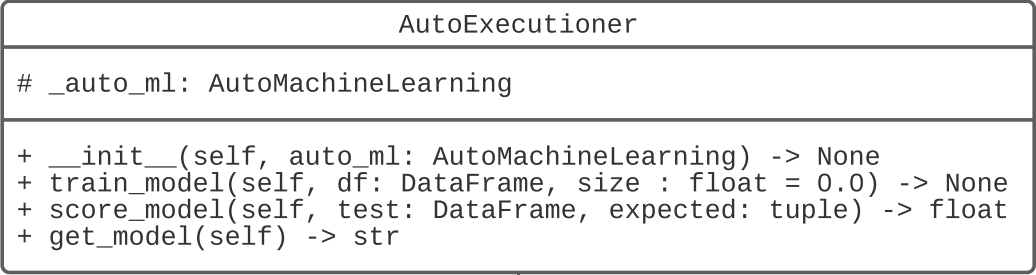 AutoExecutioner
# _auto_ml: AutoMachineLearning
+ __init__(self, auto_ml: AutoMachineLearning) -> None
+ train_model(self, df: DataFrame, size : float = 0.0) -> None
+ score_model(self, test: DataFrame, expected: tuple) -> float
+ get_model(self) -> str